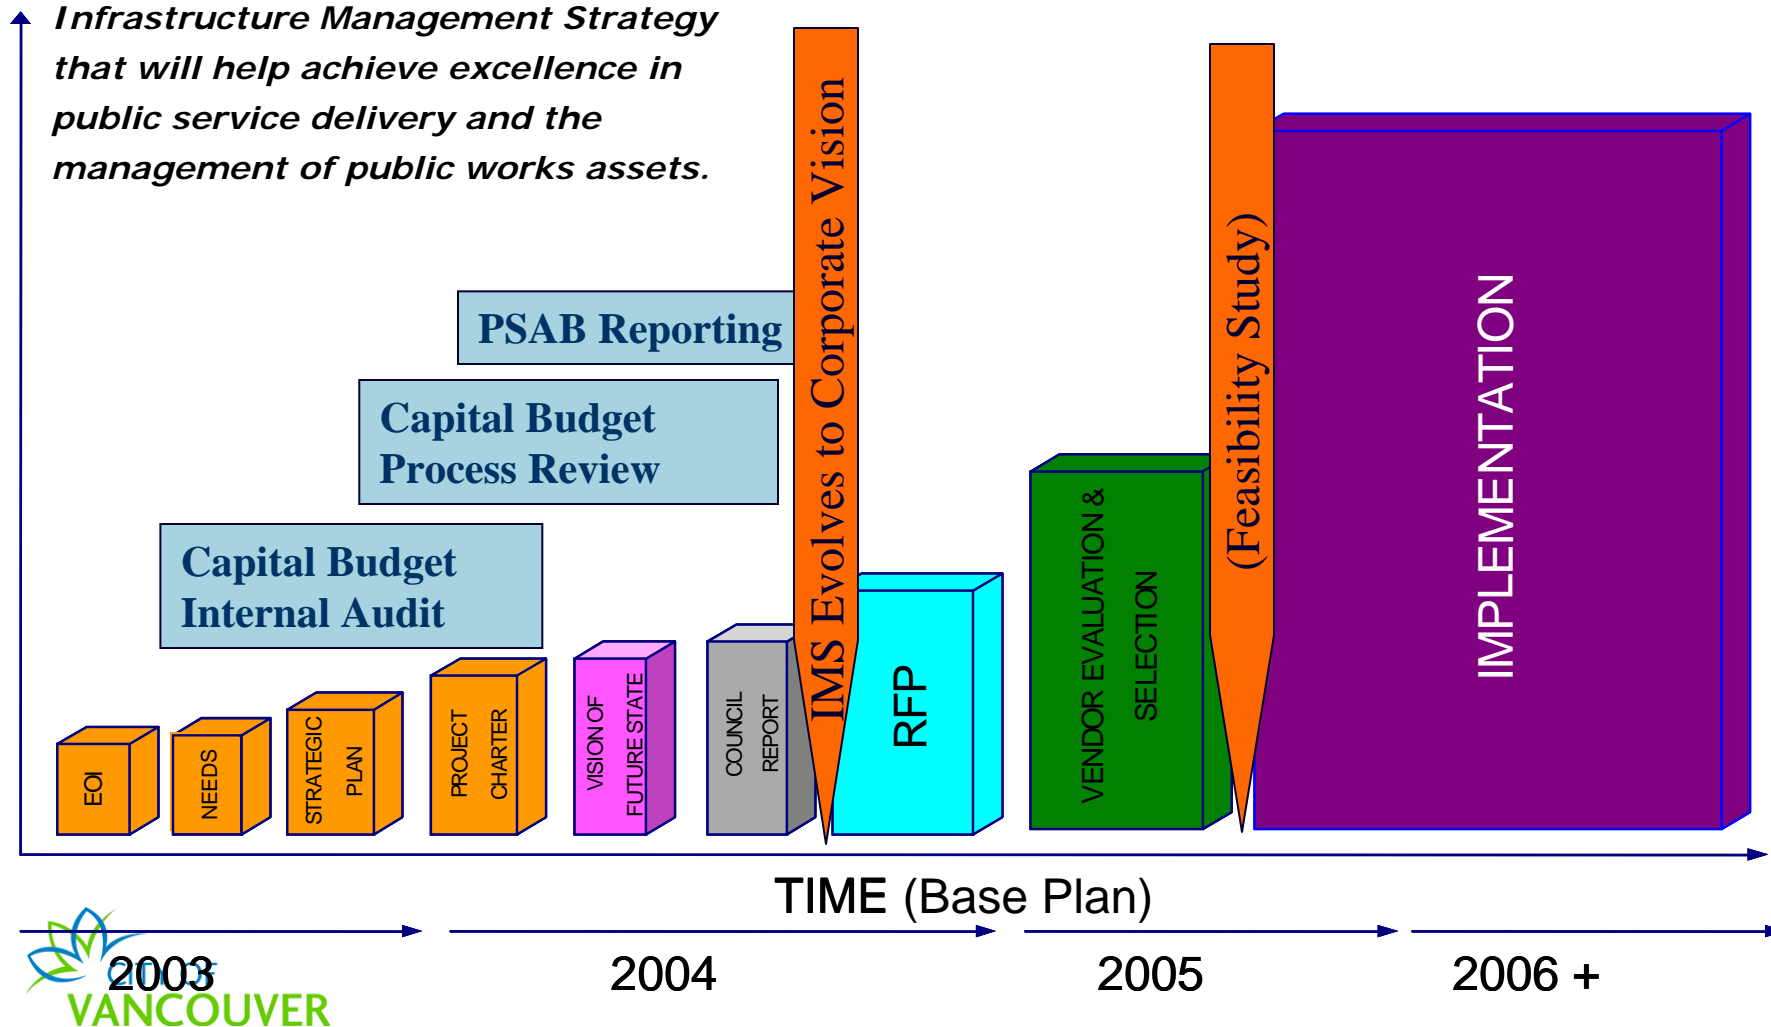 Infrastructure Management Strategy
that will help achieve excellence in
public service delivery and the
management of public works assets.
PSAB Reporting
Capital Budget
Process Review
Capital Budget
Internal Audit
EOI
NEEDS
STRATEGIC
PLAN
PROJECT
CHARTER
VISION OF
FUTURE STATE
COUNCIL
REPORT
IMS Evolves to Corporate Vision
RFP
VENDOR EVALUATION &
SELECTION
(Feasibility Study)
IMPLEMENTATION
TIME (Base Plan)
2003
2004
2005
2006 +
CITY OF
VANCOUVER